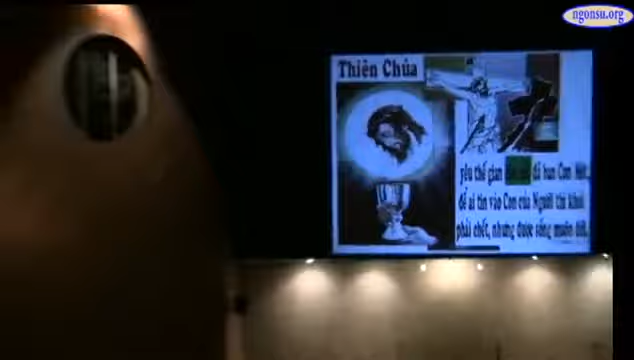 ngonsu.org
Thiên Chúa
yêu thế gian đã ban Con Một,
để ai tin vào Con của Người thì khỏi
phải chết, nhưng được sống muôn đời.